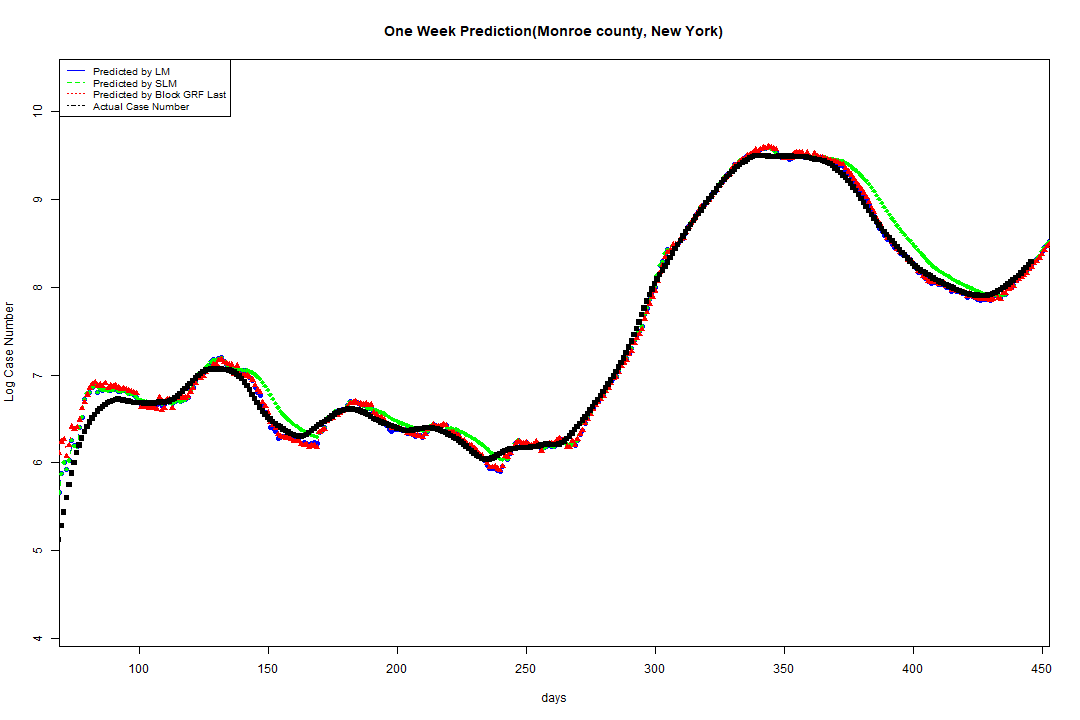 One Week Prediction(Monroe county, New York)
Predicted by LM
Predicted by SLM
Predicted by Block GRF Last
Actual Case Number
10
9
8
7
6
5
4
Log Case Number
100 150 200 250 300 350 400 450
days